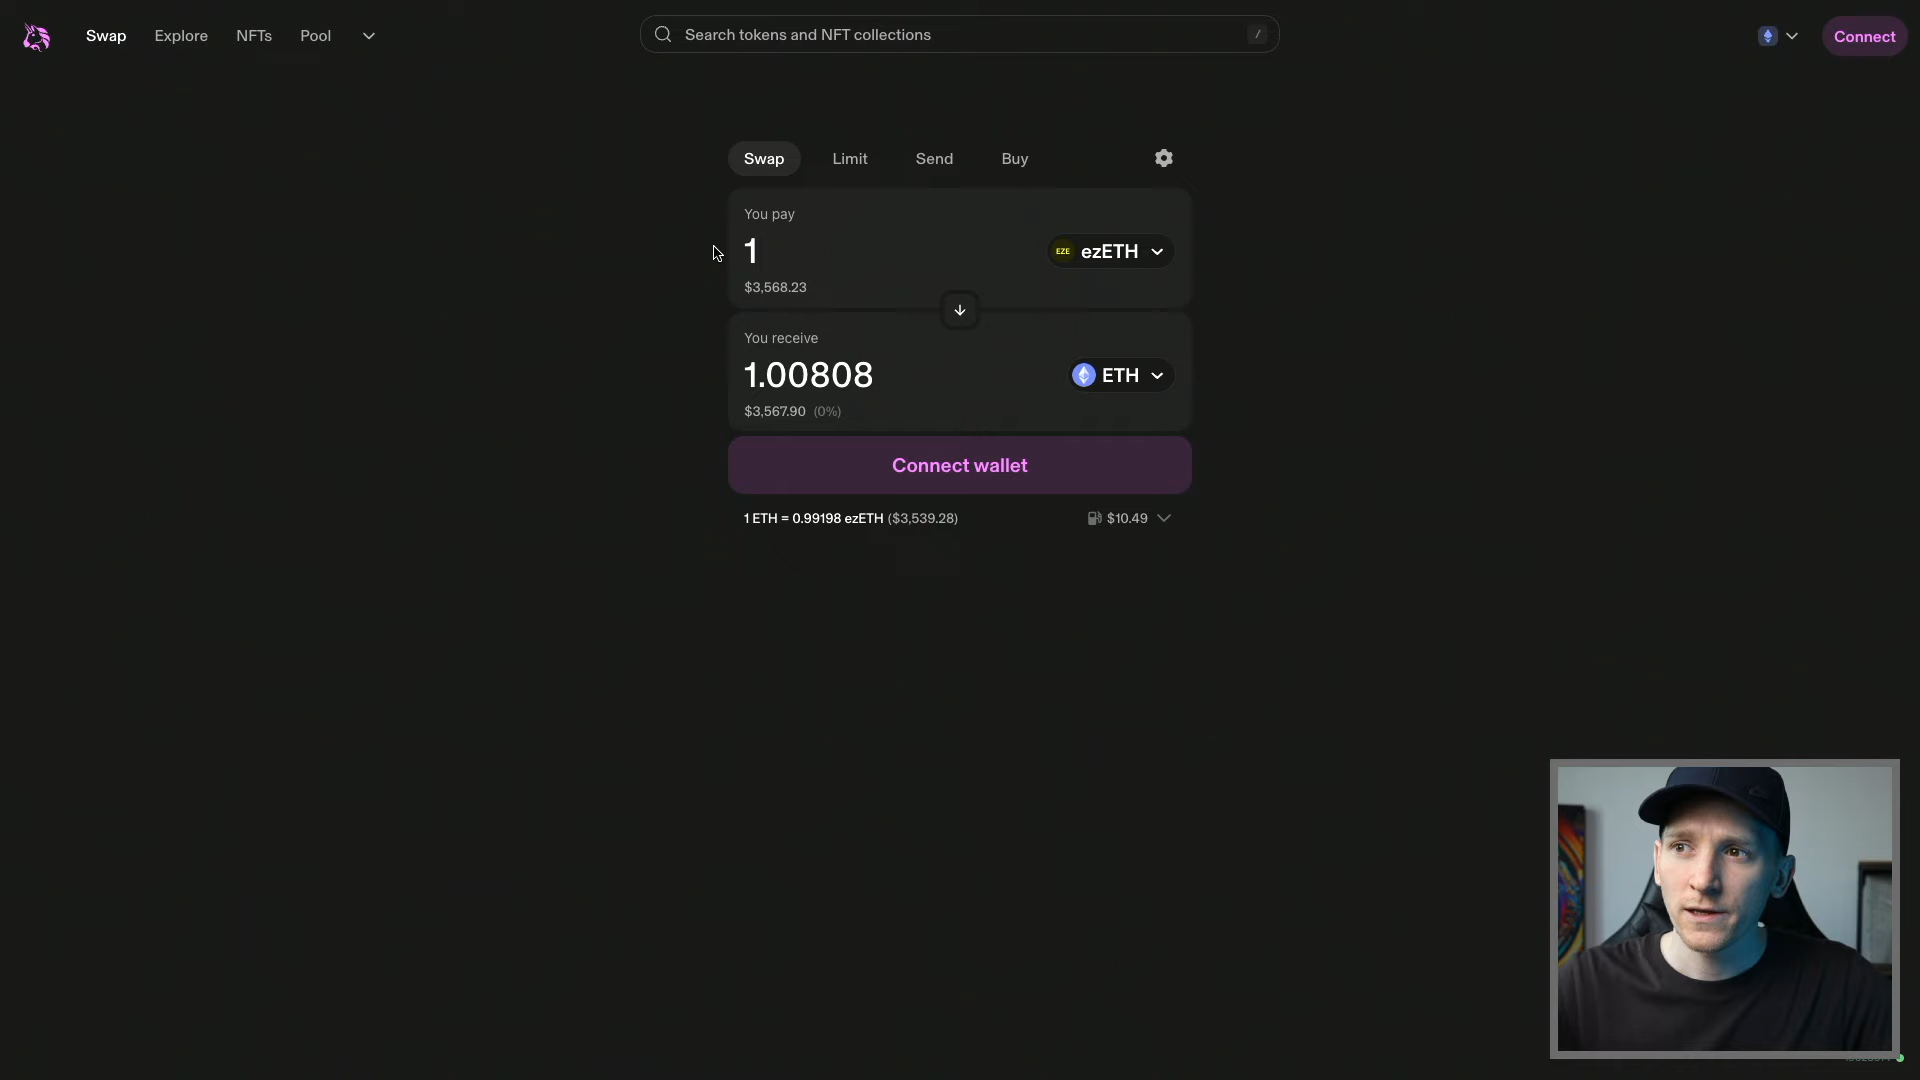 Swap Explore NFTs Pool
Search tokens and NFT collections /
Connect
Swap Limit Send Buy
You pay
1
EZE ezETH
$3,568.23
You receive
1.00808
ETH
$3,567.90 (0%)
Connect wallet
1 ETH = 0.99198 ezETH ($3,539.28)
$10.49